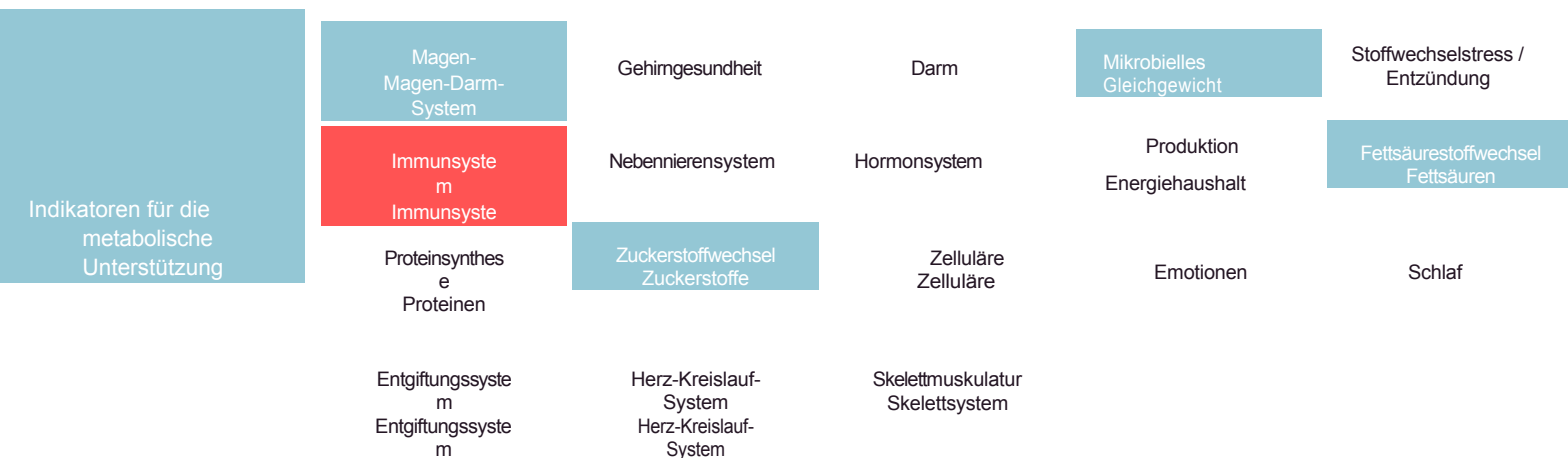 Indikatoren für die
metabolische
Unterstützung
Magen-
Magen-Darm-
System
Gehirngesundheit
Darm
Mikrobielles
Gleichgewicht
Stoffwechselstress /
Entzündung
Immunsyste
m
Immunsyste
Nebennierensystem
Hormonsystem
Produktion
Energiehaushalt
Fettsäurestoffwechsel
Fettsäuren
Proteinsynthes
e
Proteinen
Zuckerstoffwechsel
Zuckerstoffe
Zelluläre
Zelluläre
Emotionen
Schlaf
Entgiftungssyste
m
Entgiftungssyste
m
Herz-Kreislauf-
System
Herz-Kreislauf-
System
Skelettmuskulatur
Skelettsystem